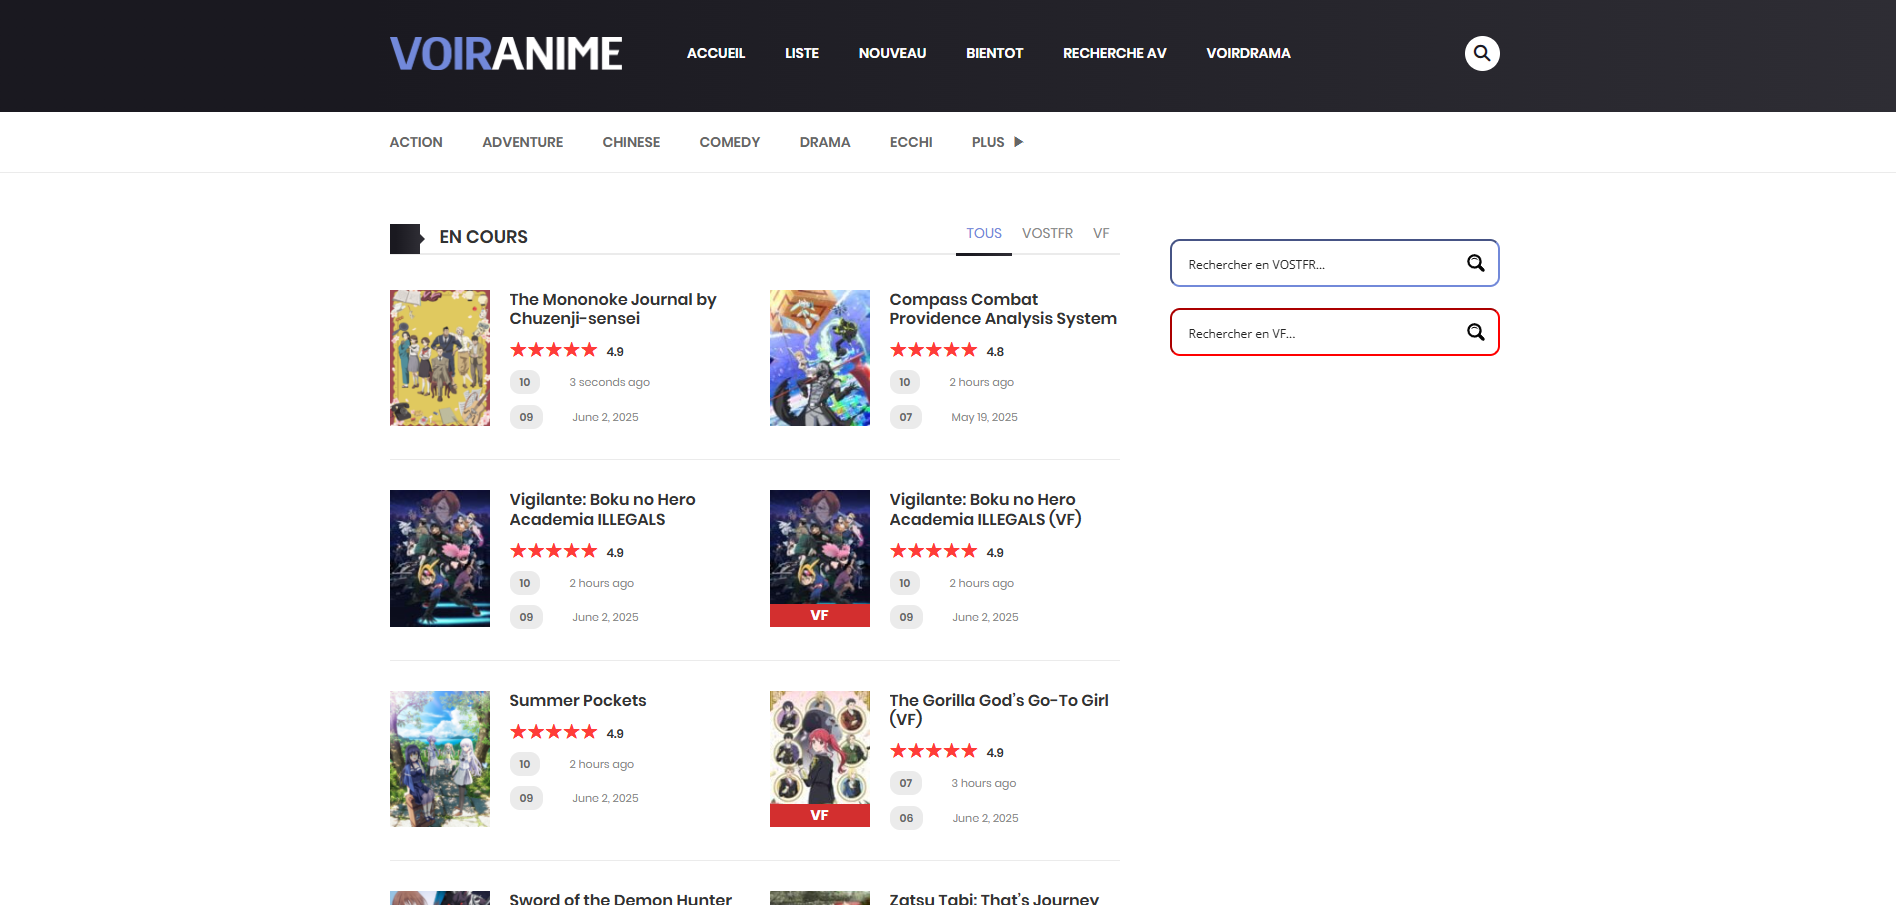 VOIRANIME
ACCUEIL LISTE NOUVEAU BIENTOT RECHERCHE AV VOIRDRAMA
ACTION ADVENTURE CHINESE COMEDY DRAMA ECCHI PLUS
EN COURS
TOUS VOSTFR VF
The Mononoke Journal by
Chuzenji-sensei
4.9
10 3 seconds ago
09 June 2, 2025
Compass Combat
Providence Analysis System
4.8
10 2 hours ago
07 May 19, 2025
Vigilante: Boku no Hero
Academia ILLEGALS
4.9
10 2 hours ago
09 June 2, 2025
VF
Vigilante: Boku no Hero
Academia ILLEGALS (VF)
4.9
10 2 hours ago
09 June 2, 2025
Summer Pockets
4.9
10 2 hours ago
09 June 2, 2025
VF
The Gorilla God’s Go-To Girl
(VF)
4.9
07 3 hours ago
06 June 2, 2025
Sword of the Demon Hunter
Zatsu Tabi: That’s Journey
Rechercher en VOSTFR...
Rechercher en VF...